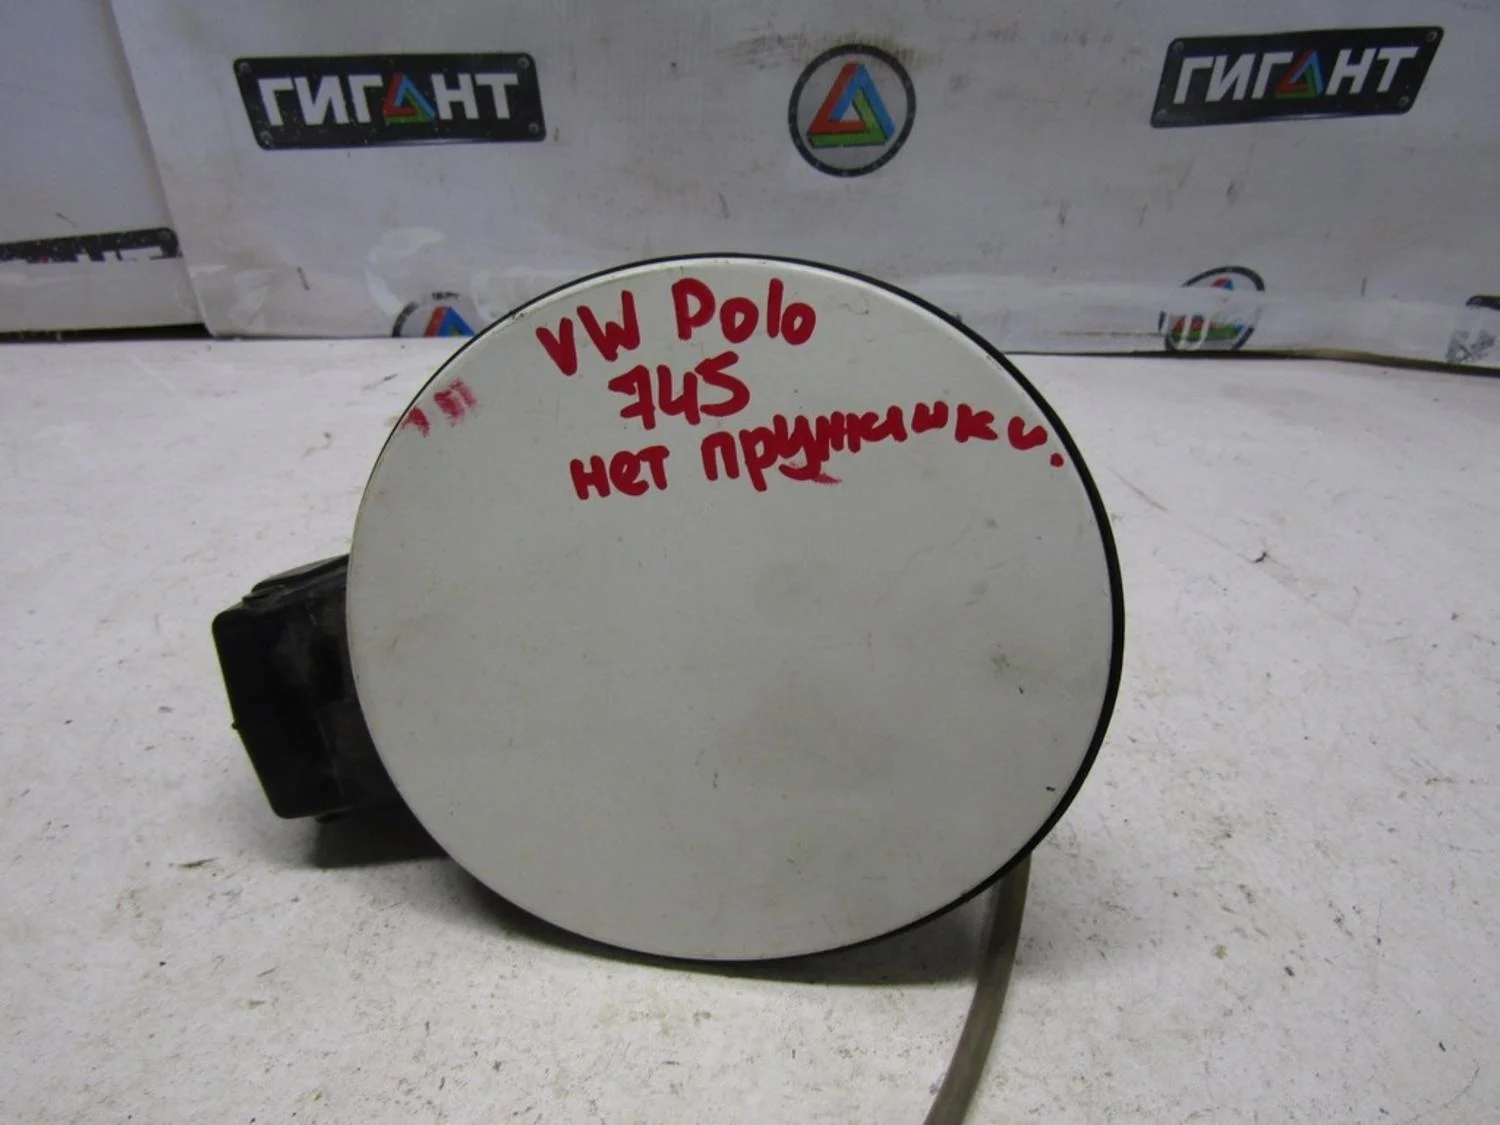 ГИГАНТ
ГИГАНТ
VW Polo
745
нет пружинки.